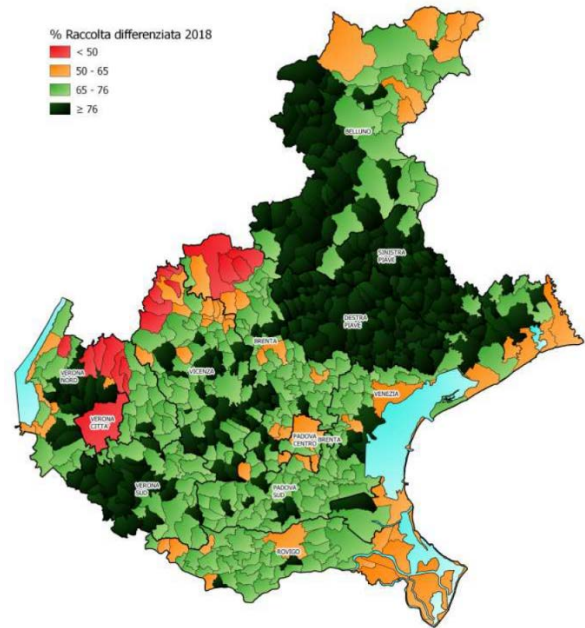 % Raccolta differenziata 2018
< 50
50 - 65
65 - 76
≥ 76
BELLUNO
SINISTRA
PIAVE
DESTRA
PIAVE
BRENTA
VERONA
NORD
VICENZA
VENEZIA
VERONA
CITTA'
PADOVA
CENTRO
BRENTA
VERONA
SUD
PADOVA
SUD
ROVIGO